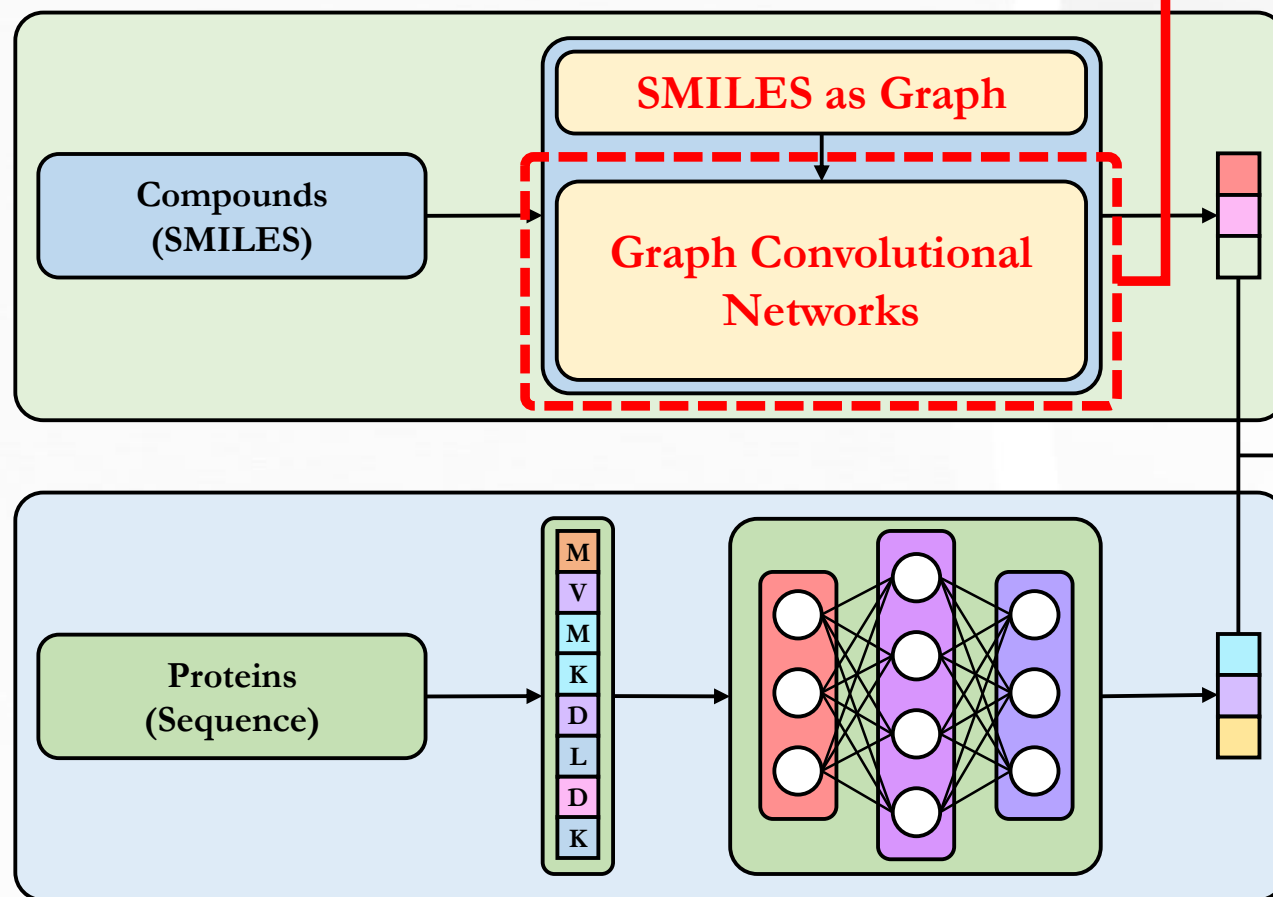 SMILES as Graph
Compounds
(SMILES)
Graph Convolutional
Networks
Proteins
(Sequence)
M
V
M
K
D
L
D
K